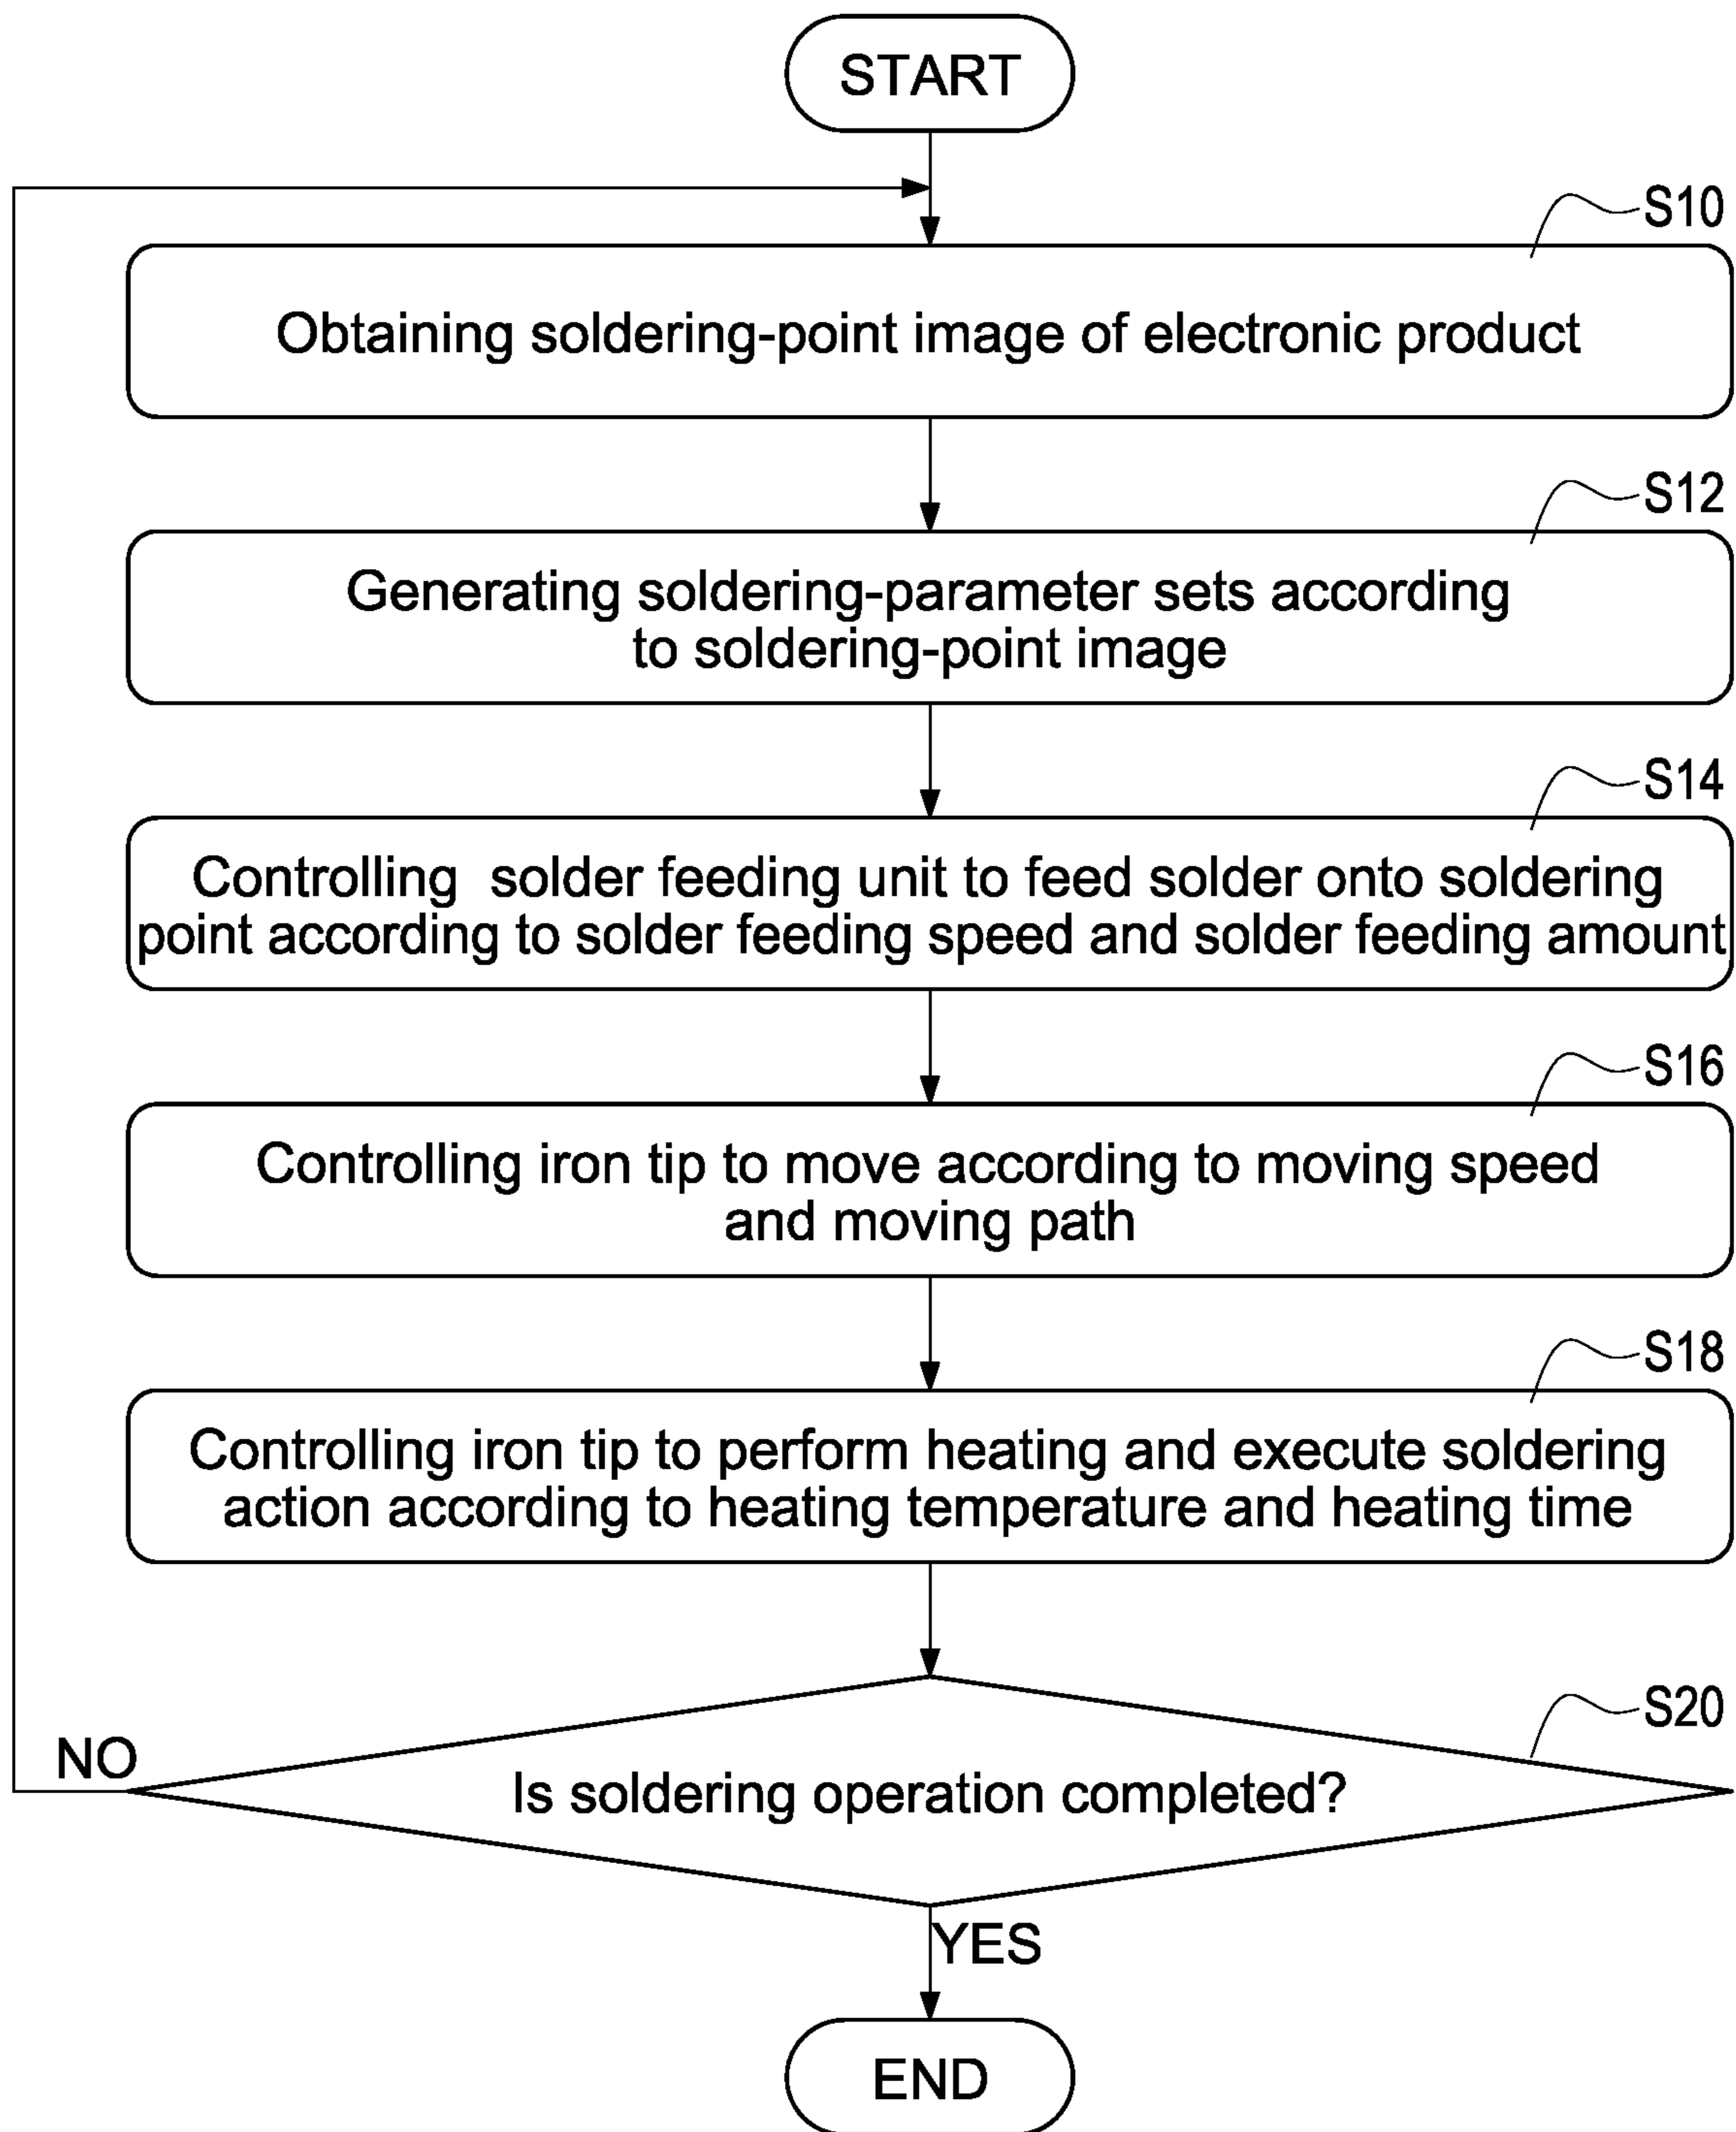 START
S10
Obtaining soldering-point image of electronic product
S12
Generating soldering-parameter sets according
to soldering-point image
S14
Controlling  solder feeding unit to feed solder onto soldering
point according to solder feeding speed and solder feeding amount
S16
Controlling iron tip to move according to moving speed
and moving path
S18
Controlling iron tip to perform heating and execute soldering
action according to heating temperature and heating time
S20
NO
Is soldering operation completed?
YES
END